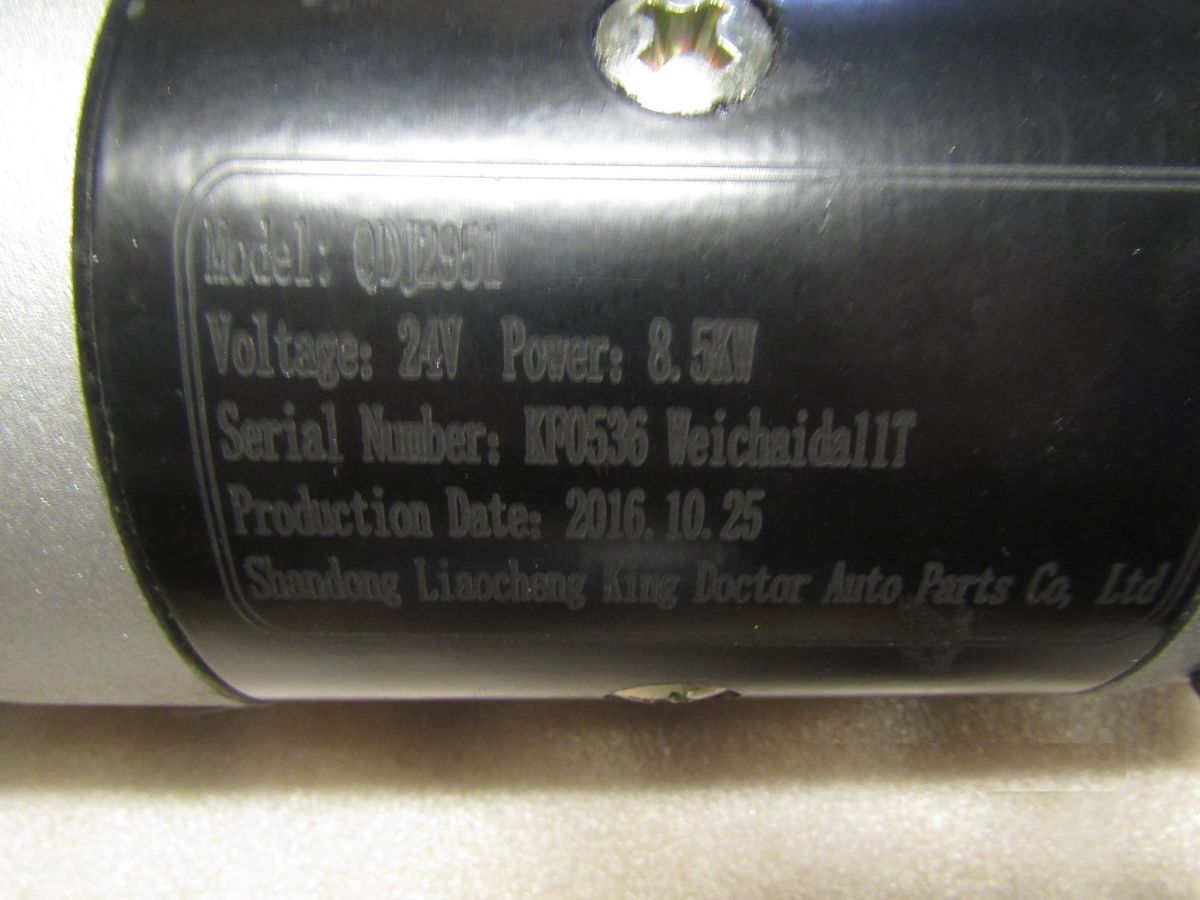 Model: QDJ2951
Voltage: 24V Power: 8.5KW
Serial Number: KF0536 Weichaida11T
Production Date: 2016.10.25
Shandong Liaocheng King Doctor Auto Parts Co, Ltd